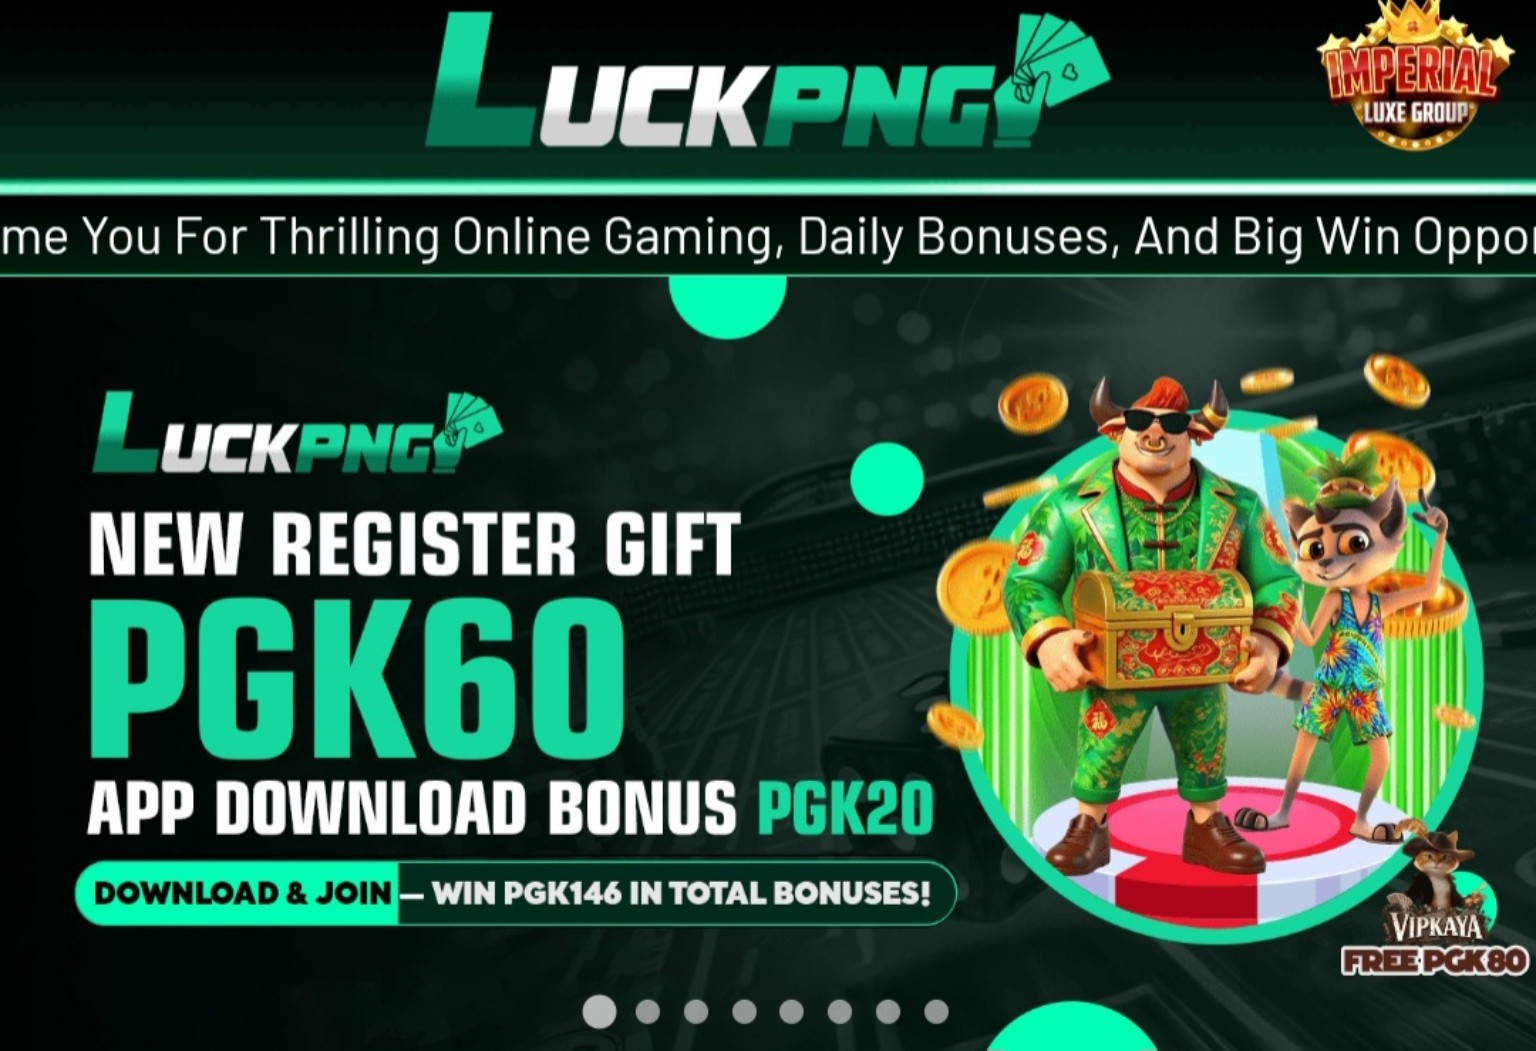 LUCKPNG
IMPERIAL
LUXE GROUP
me You For Thrilling Online Gaming, Daily Bonuses, And Big Win Oppor
LUCKPNG
NEW REGISTER GIFT
PGK60
APP DOWNLOAD BONUS PGK20
DOWNLOAD & JOIN — WIN PGK146 IN TOTAL BONUSES!
VIPKAYA
FREE PGK80